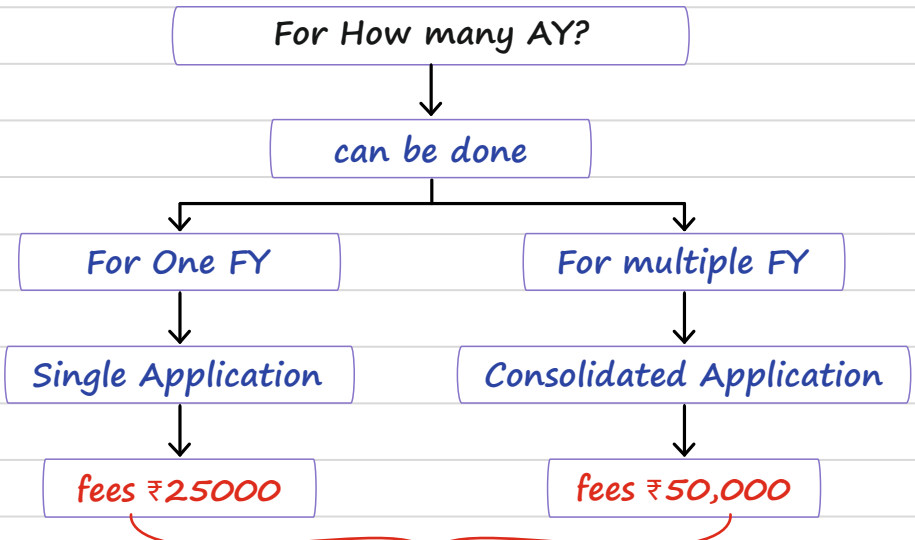 For How many AY?
can be done
For One FY
For multiple FY
Single Application
Consolidated Application
fees ₹25000
fees ₹50,000